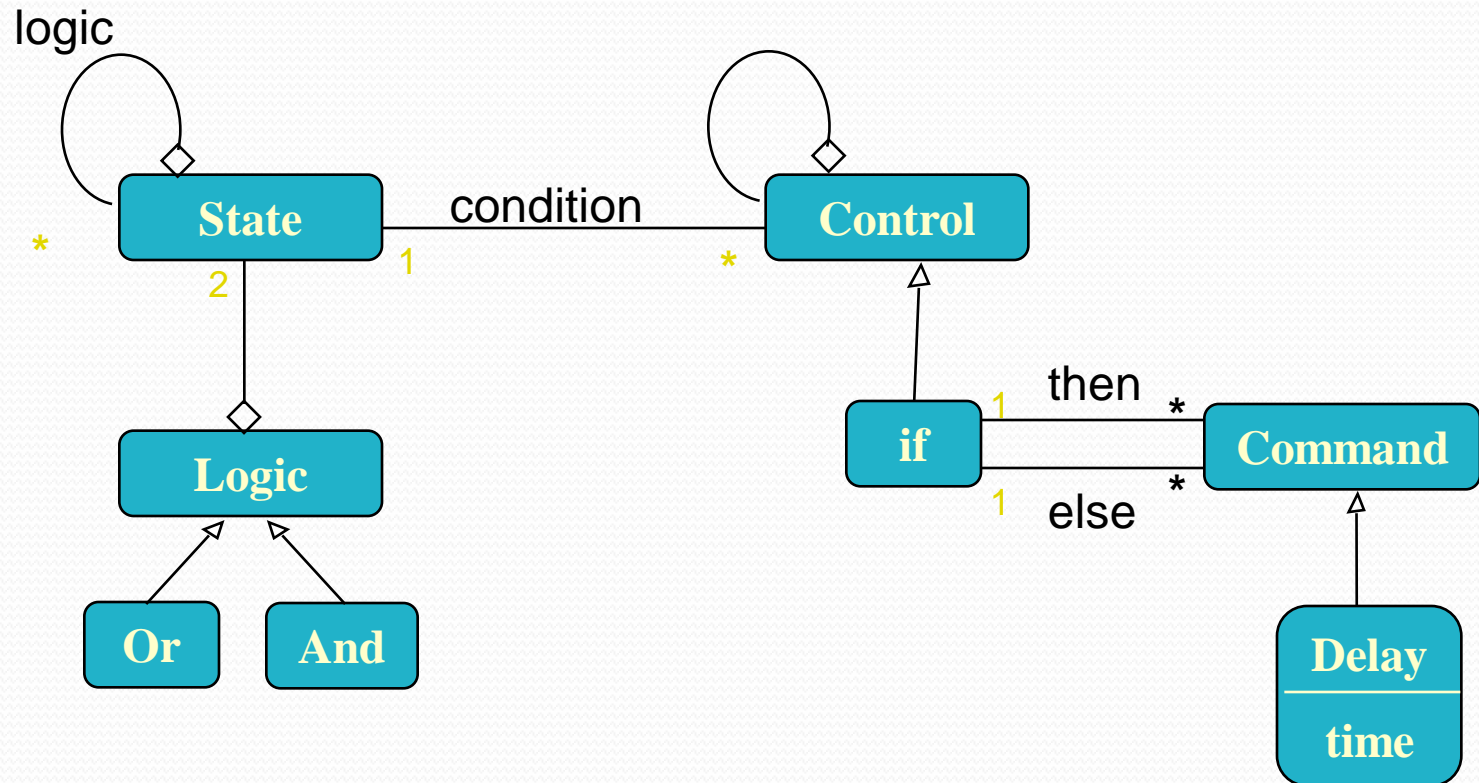 logic
State
condition
Control
*
2
1
*
Logic
Or
And
if
1
then
*
Command
1
else
*
Delay
time